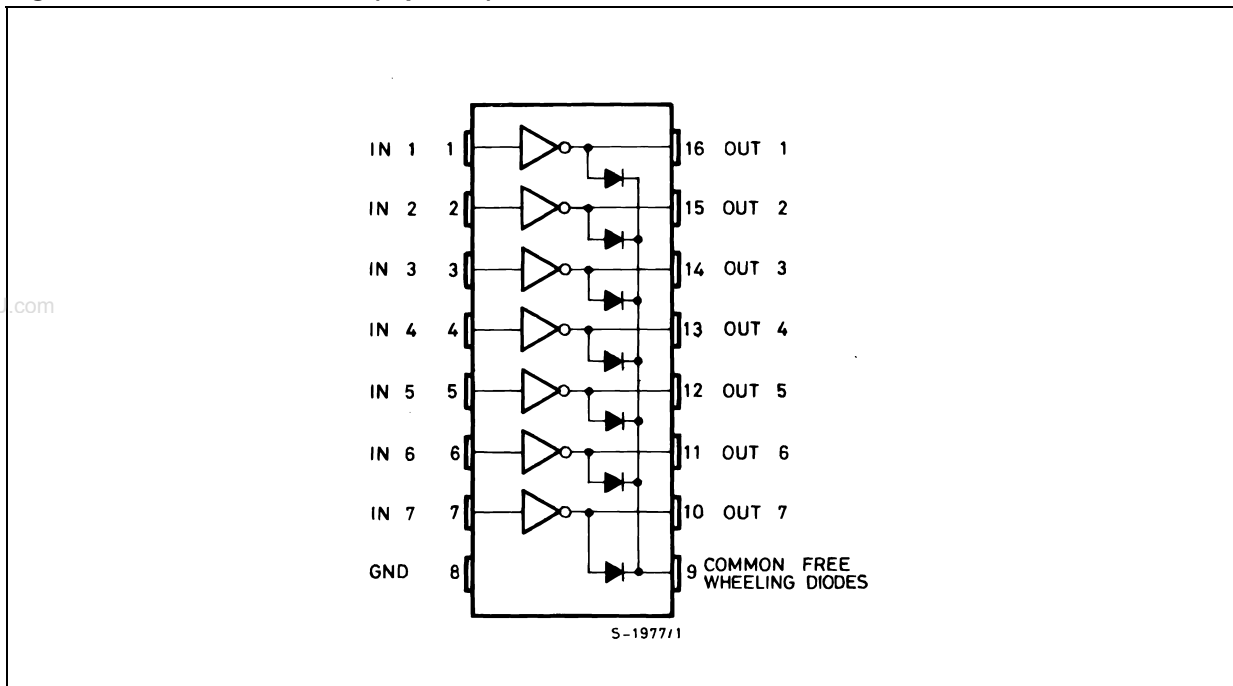 IN 1 1 16 OUT 1
IN 2 2 15 OUT 2
IN 3 3 14 OUT 3
J.com
IN 4 4 13 OUT 4
IN 5 5 12 OUT 5
IN 6 6 11 OUT 6
IN 7 7 10 OUT 7
GND 8 9 COMMON FREE
WHEELING DIODES
S-1977/1